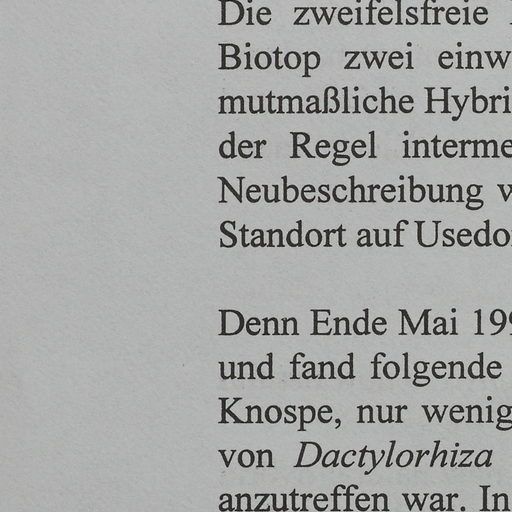 Die zweifelsfreie
Biotop zwei einw
mutmaßliche Hybri
der Regel interme
Neubeschreibung
Standort auf Usedo
Denn Ende Mai 199
und fand folgende
Knospe, nur wenig
von Dactylorhiza
anzutreffen war. In